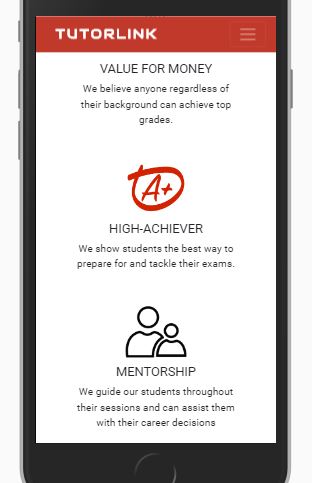 TUTORLINK
VALUE FOR MONEY
We believe anyone regardless of
their background can achieve top
grades.
A+
HIGH-ACHIEVER
We show students the best way to
prepare for and tackle their exams.
MENTORSHIP
We guide our students throughout
their sessions and can assist them
with their career decisions